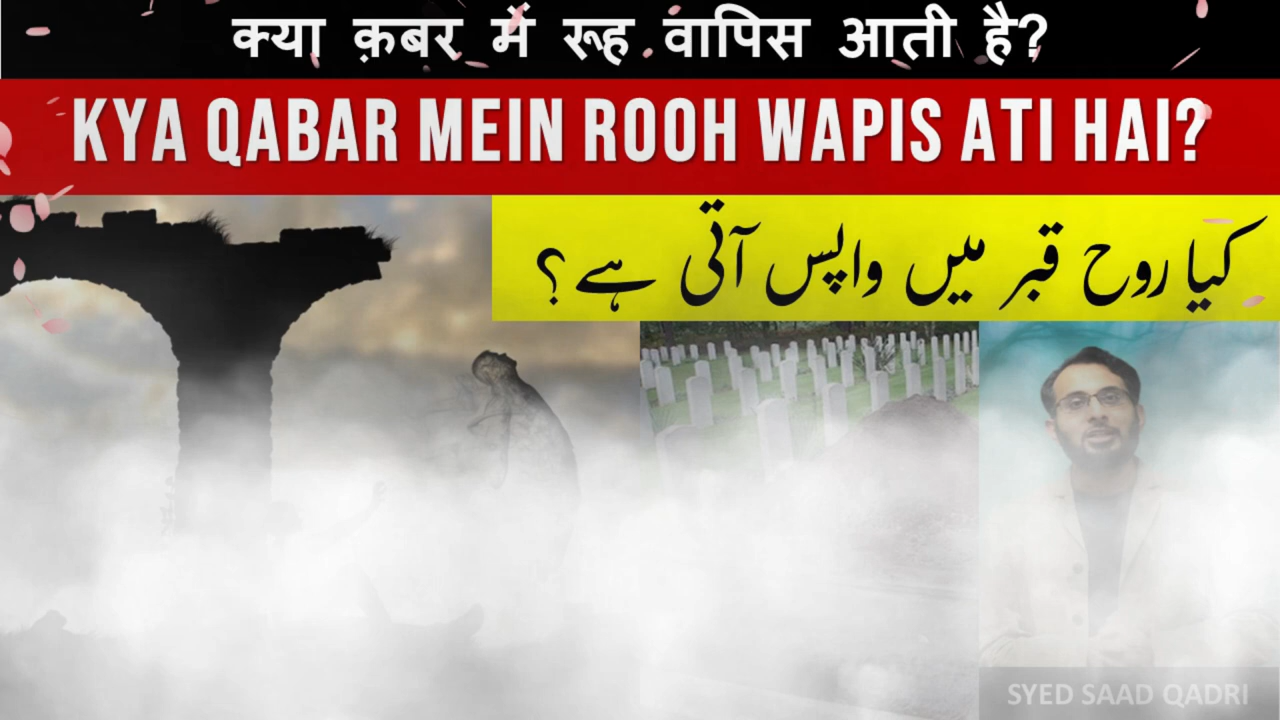 क्या क़बर में रूह वापिस आती है?
KYA QABAR MEIN ROOH WAPIS ATI HAI?
کیا روح قبر میں واپس آتی ہے؟
SYED SAAD QADRI